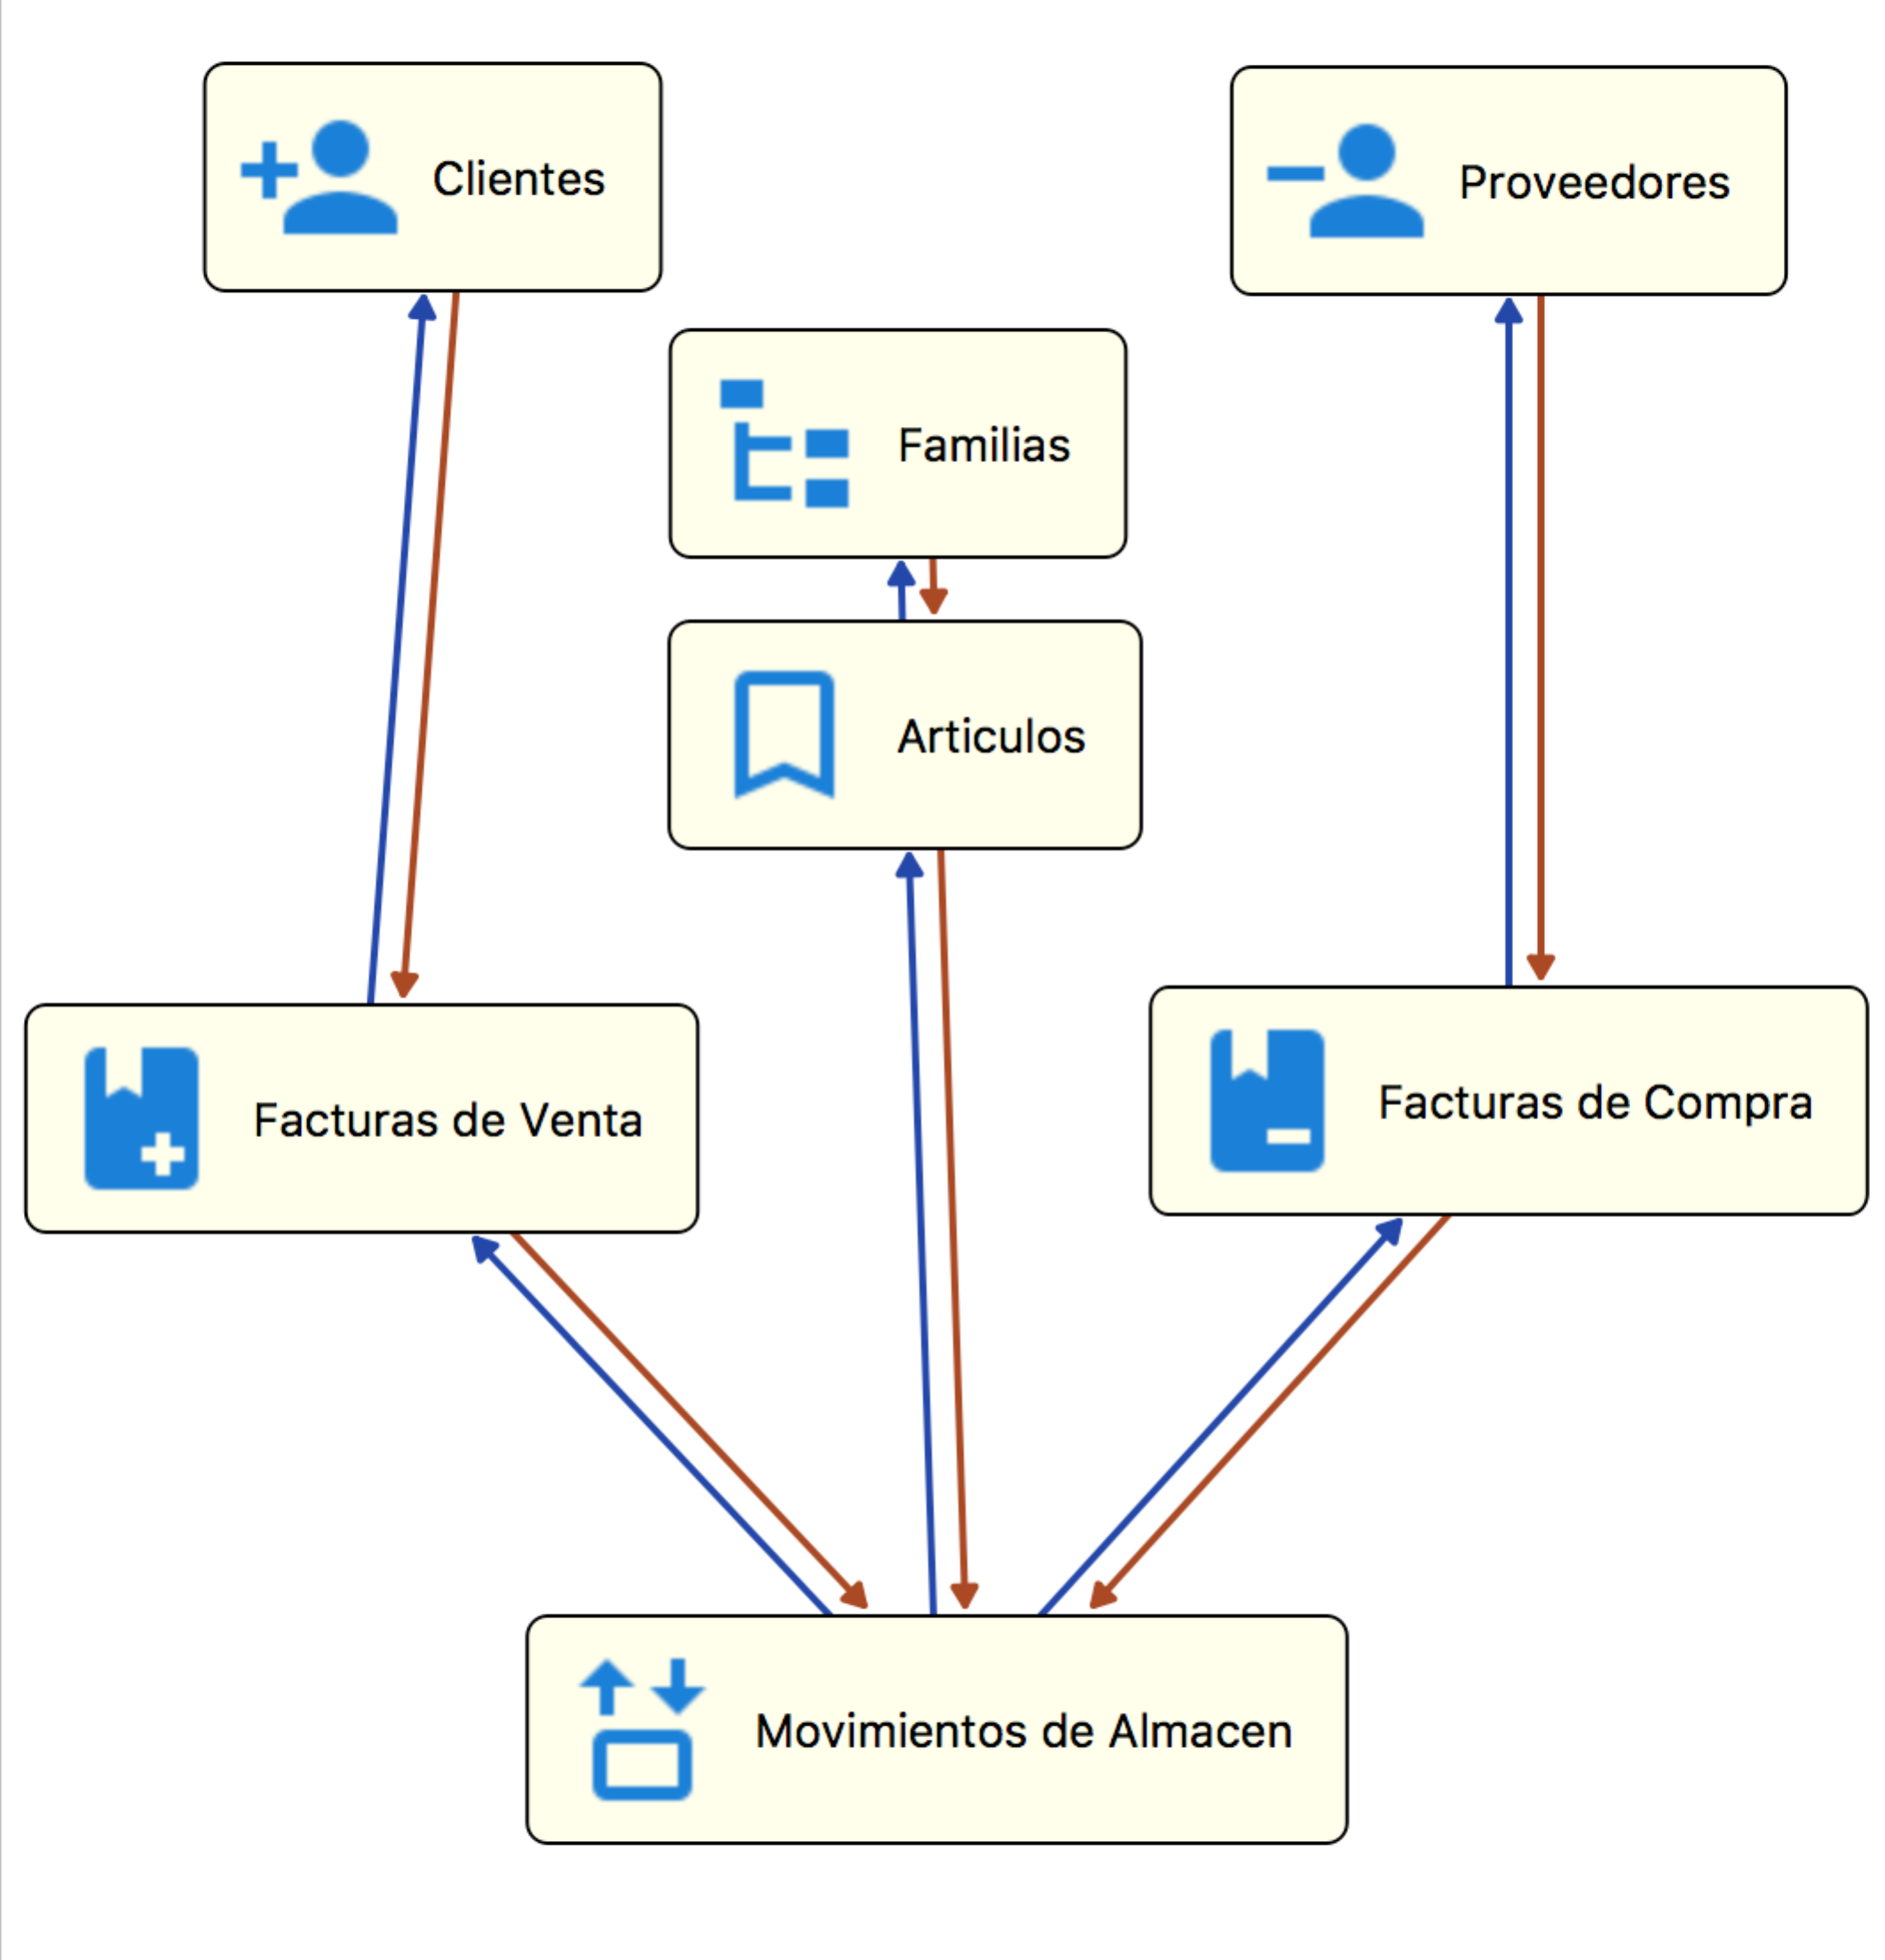 Clientes
Proveedores
Familias
Articulos
Facturas de Venta
Facturas de Compra
Movimientos de Almacen